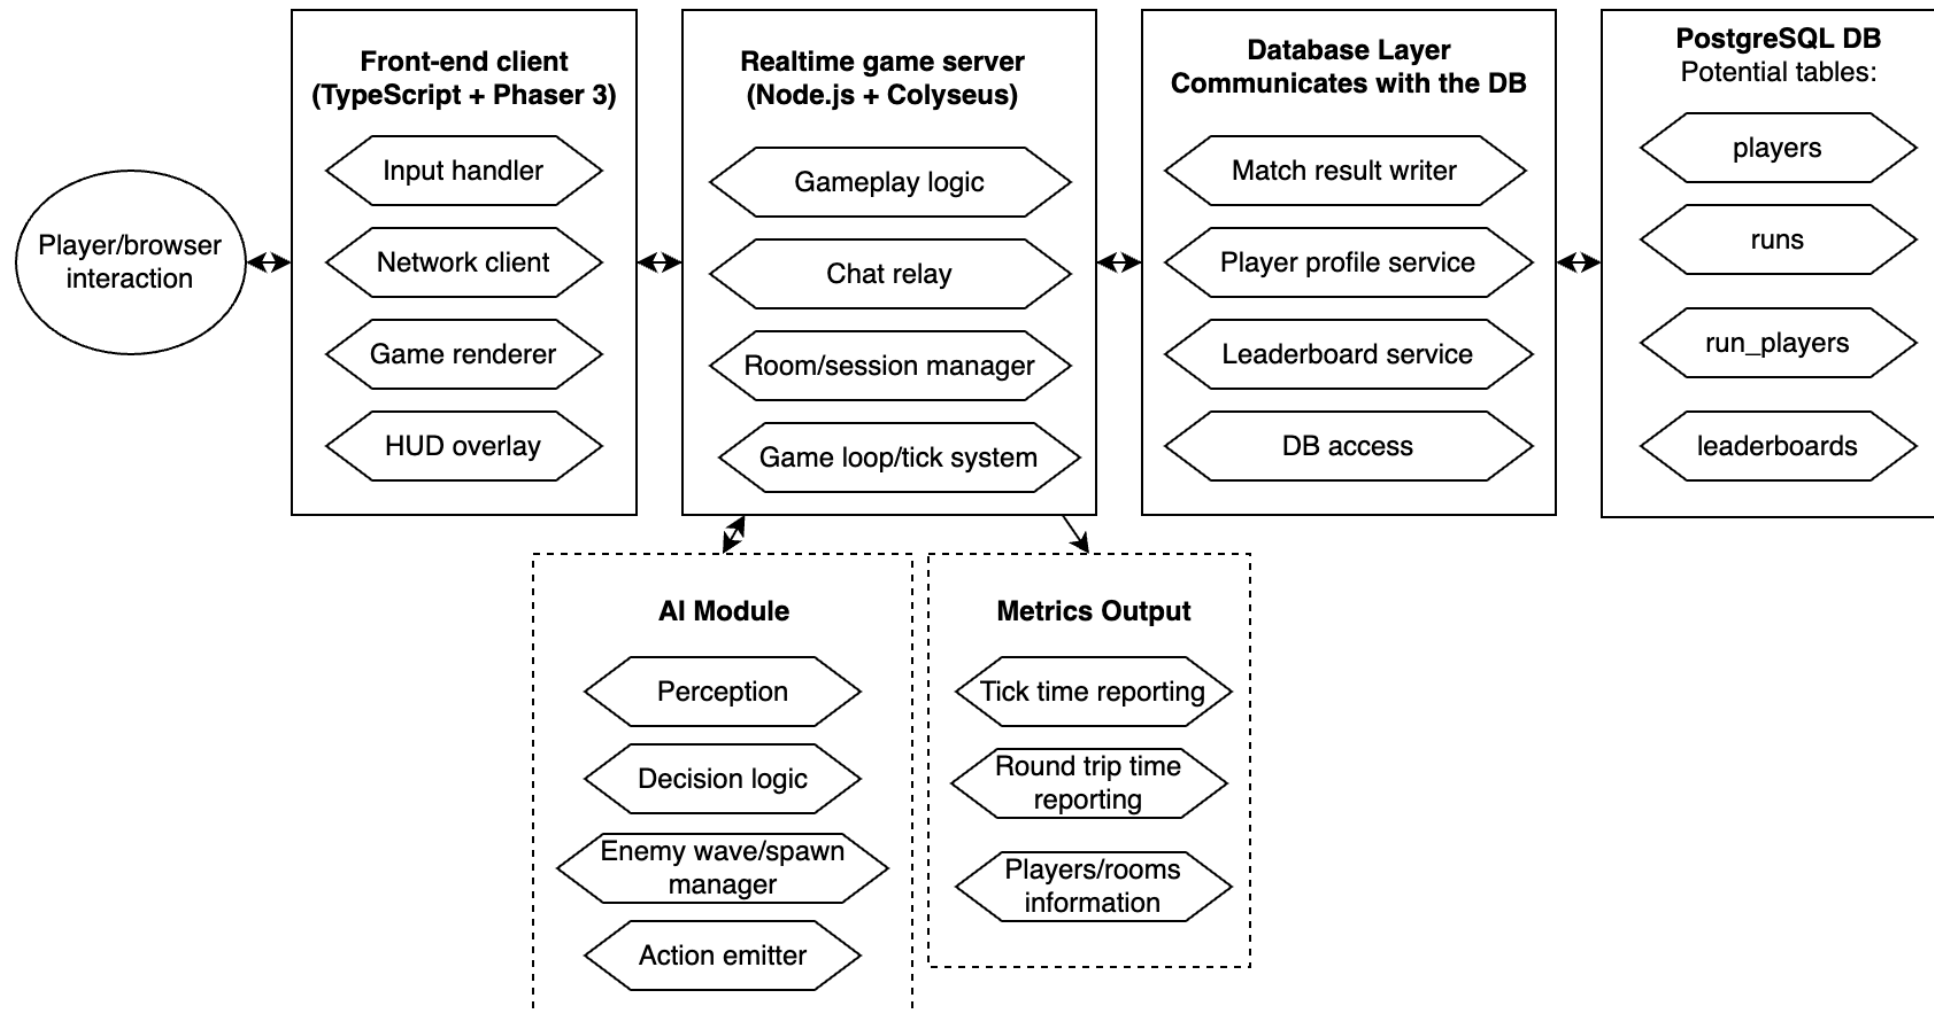 Player/browser
interaction
Front-end client
(TypeScript + Phaser 3)
Input handler
Network client
Game renderer
HUD overlay
Realtime game server
(Node.js + Colyseus)
Gameplay logic
Chat relay
Room/session manager
Game loop/tick system
Database Layer
Communicates with the DB
Match result writer
Player profile service
Leaderboard service
DB access
PostgreSQL DB
Potential tables:
players
runs
run_players
leaderboards
AI Module
Perception
Decision logic
Enemy wave/spawn
manager
Action emitter
Metrics Output
Tick time reporting
Round trip time
reporting
Players/rooms
information